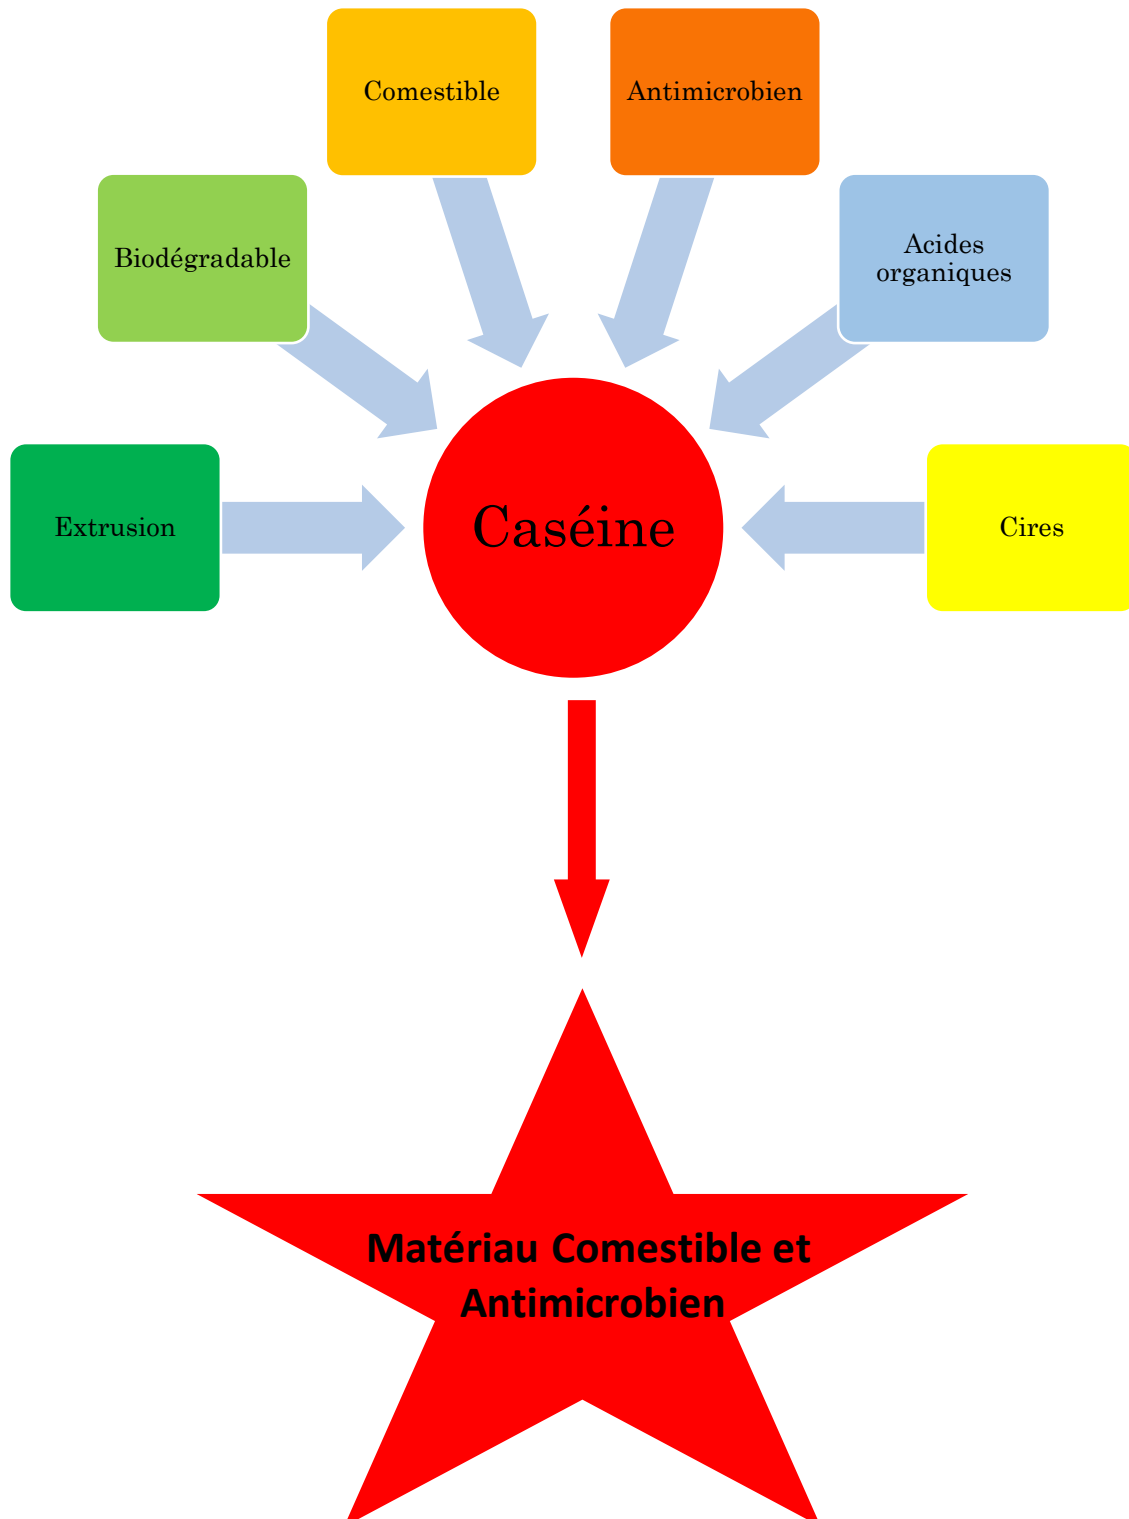 Comestible
Antimicrobien
Biodégradable
Acides
organiques
Extrusion
Caséine
Cires
Matériau Comestible et
Antimicrobien